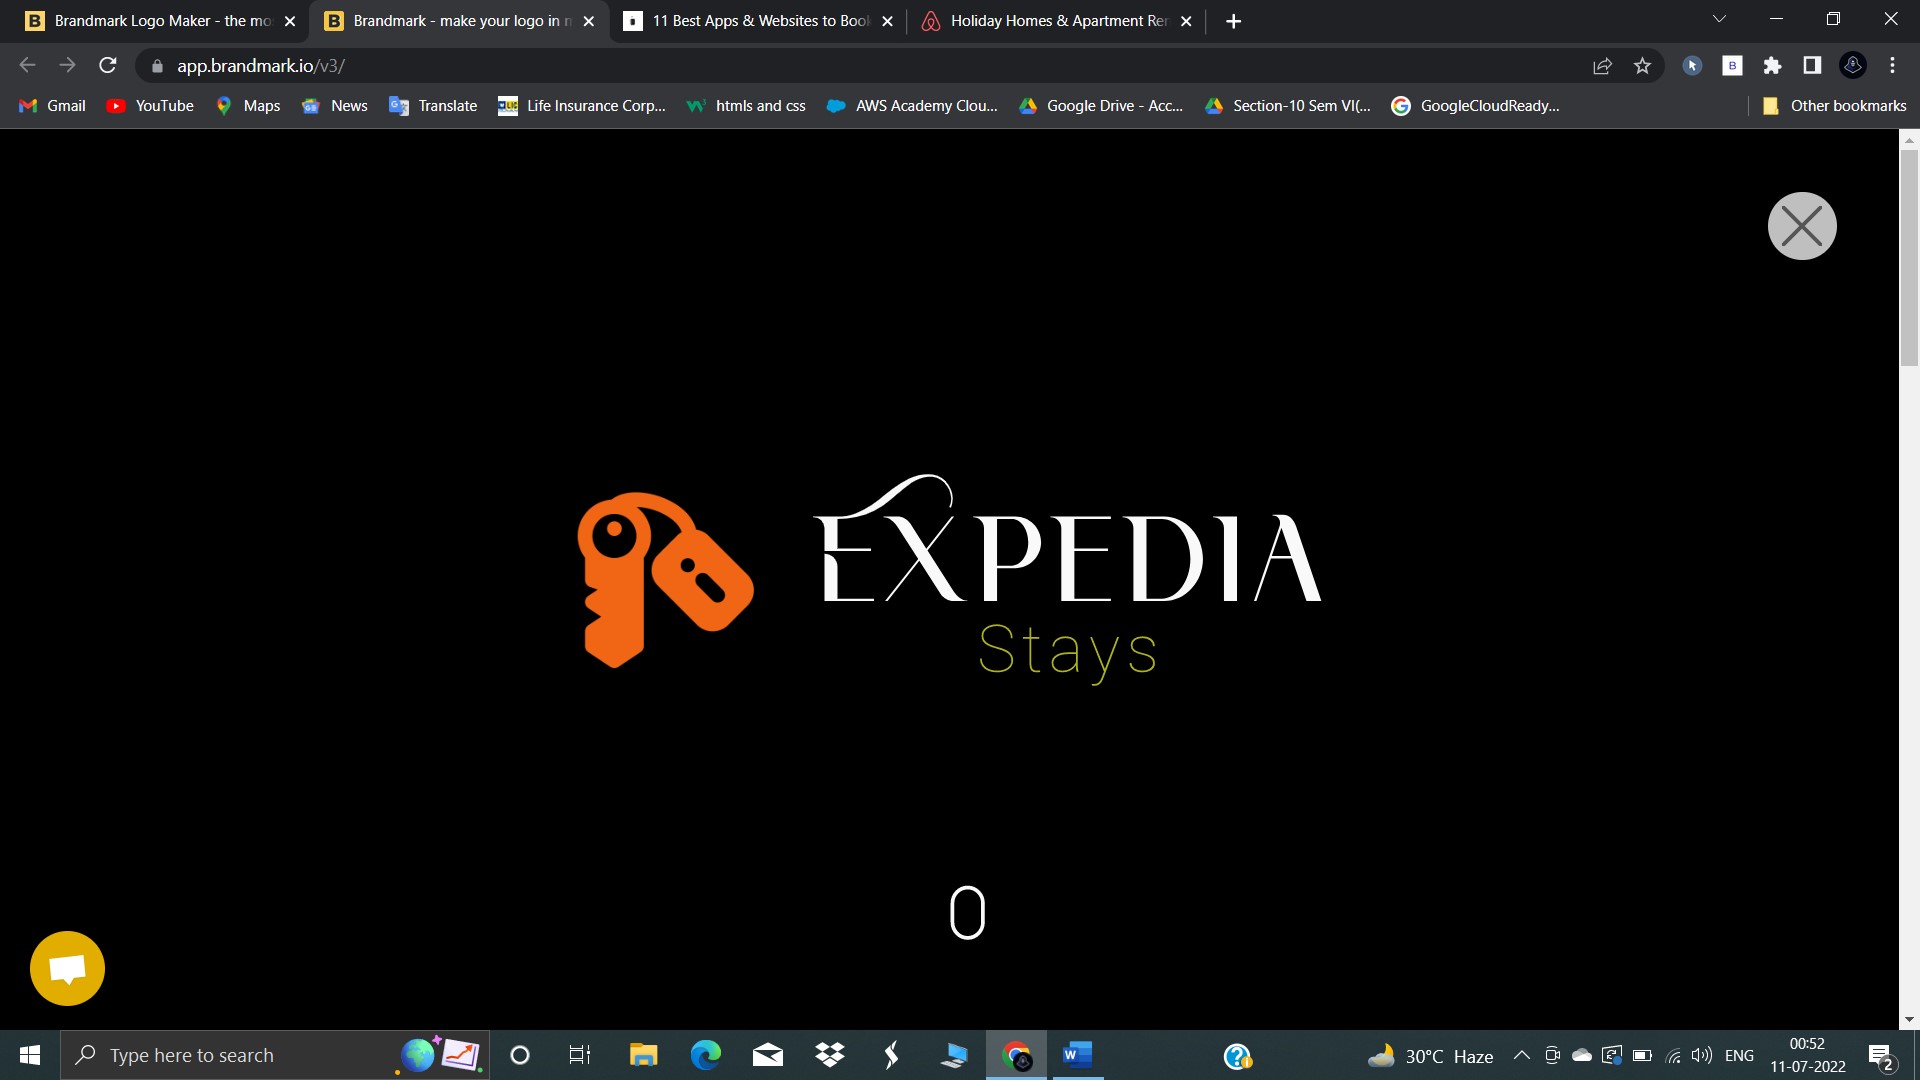 Brandmark Logo Maker - the mo
Brandmark - make your logo in m
11 Best Apps & Websites to Book
Holiday Homes & Apartment Ren
app.brandmark.io/v3/
Gmail
YouTube
Maps
News
Translate
Life Insurance Corp...
htmls and css
AWS Academy Clou...
Google Drive - Acc...
Section-10 Sem VI(...
GoogleCloudReady...
Other bookmarks
EXPEDIA
Stays
0
Type here to search
30°C Haze
ENG
00:52
11-07-2022
2